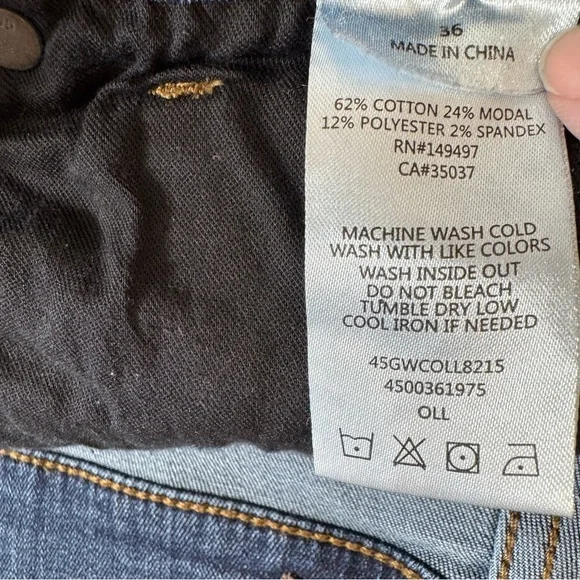 36
MADE IN CHINA
62% COTTON 24% MODAL
12% POLYESTER 2% SPANDEX
RN#149497
CA#35037
MACHINE WASH COLD
WASH WITH LIKE COLORS
WASH INSIDE OUT
DO NOT BLEACH
TUMBLE DRY LOW
COOL IRON IF NEEDED
45GWCOLL8215
4500361975
OLL